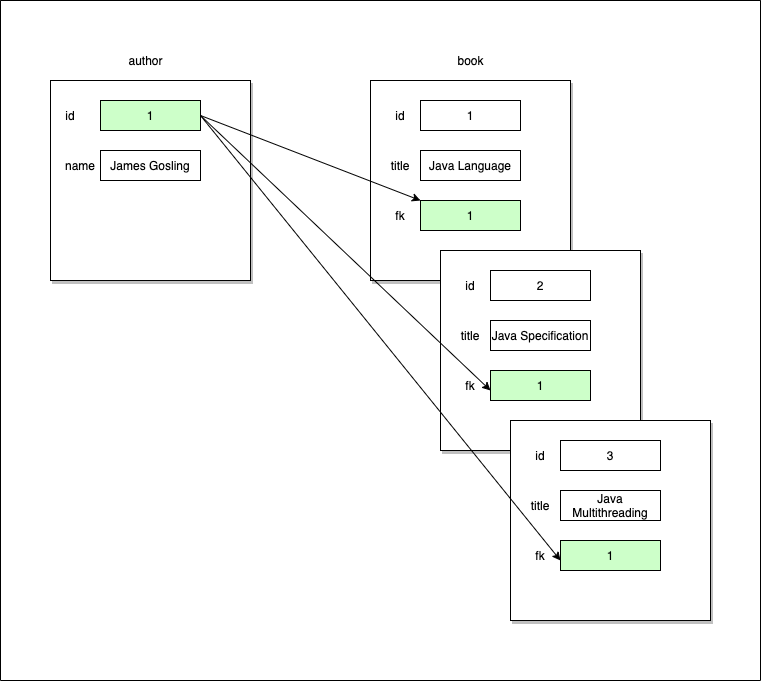 author
id 1
name James Gosling
book
id 1
title Java Language
fk 1
id 2
title Java Specification
fk 1
id 3
title Java
Multithreading
fk 1